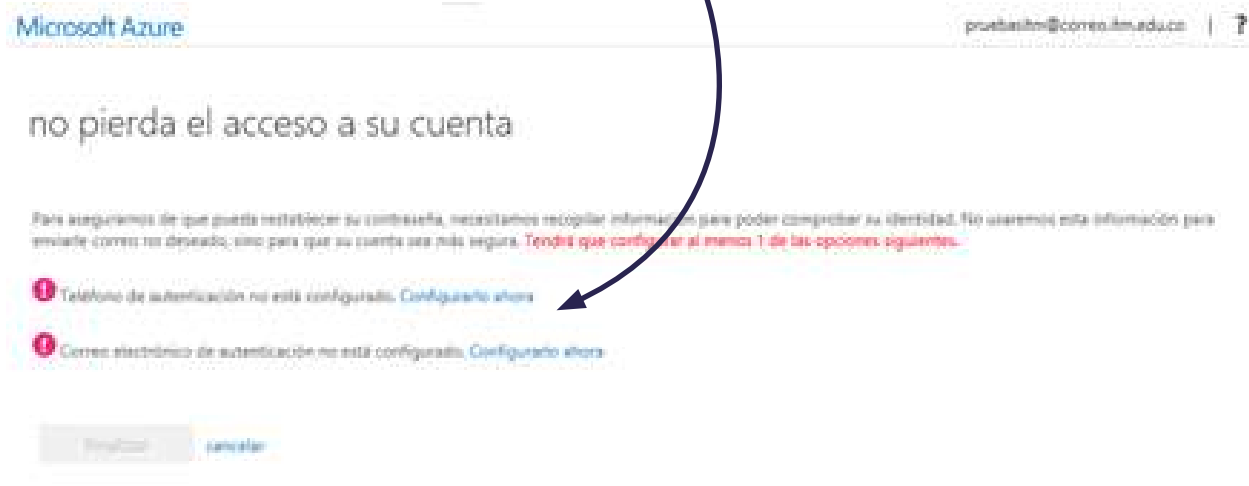 Microsoft Azure
pruebasitm@correo.itm.edu.co | ?
no pierda el acceso a su cuenta
Para asegurarnos de que pueda restablecer su contraseña, necesitamos recopilar información para poder comprobar su identidad. No usaremos esta información para
enviarle correo no deseado, sino para que su cuenta sea más segura. Tendrá que configurar al menos 1 de las opciones siguientes.
! Teléfono de autenticación no está configurado. Configurarlo ahora
! Correo electrónico de autenticación no está configurado. Configurarlo ahora
Finalizar cancelar